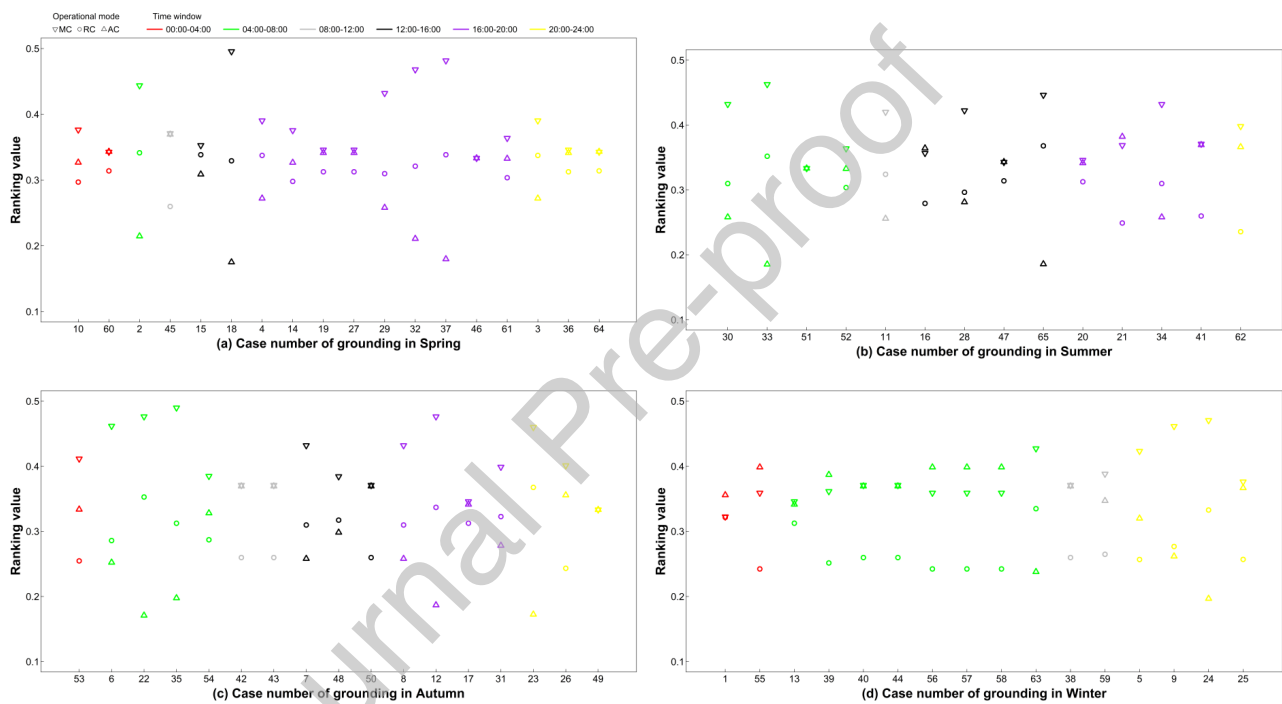 Operational mode Time window
▽MC ○RC △AC 00:00-04:00 04:00-08:00 08:00-12:00 12:00-16:00 16:00-20:00 20:00-24:00
Ranking value
0.5
0.4
0.3
0.2
0.1
10 60 2 45 15 18 4 14 19 27 29 32 37 46 61 3 36 64
(a) Case number of grounding in Spring
Ranking value
0.5
0.4
0.3
0.2
0.1
30 33 51 52 11 16 28 47 65 20 21 34 41 62
(b) Case number of grounding in Summer
Ranking value
0.5
0.4
0.3
0.2
0.1
53 6 22 35 54 42 43 7 48 50 8 12 17 31 23 26 49
(c) Case number of grounding in Autumn
Ranking value
0.5
0.4
0.3
0.2
0.1
1 55 13 39 40 44 56 57 58 63 38 59 5 9 24 25
(d) Case number of grounding in Winter
urnal Pre-proof